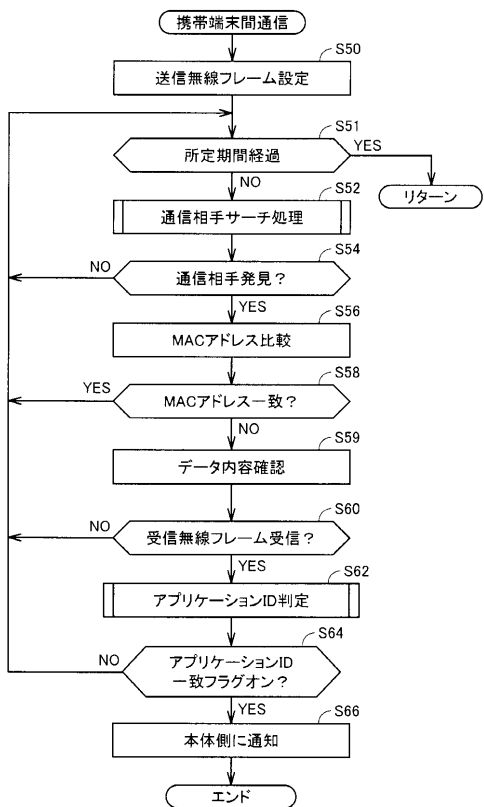 携帯端末間通信
S50
送信無線フレーム設定
S51
所定期間経過
YES
NO
リターン
S52
通信相手サーチ処理
S54
NO
通信相手発見?
YES
S56
MACアドレス比較
S58
YES
MACアドレス一致?
NO
S59
データ内容確認
S60
NO
受信無線フレーム受信?
YES
S62
アプリケーションID判定
S64
NO
アプリケーションID
一致フラグオン?
YES
S66
本体側に通知
エンド